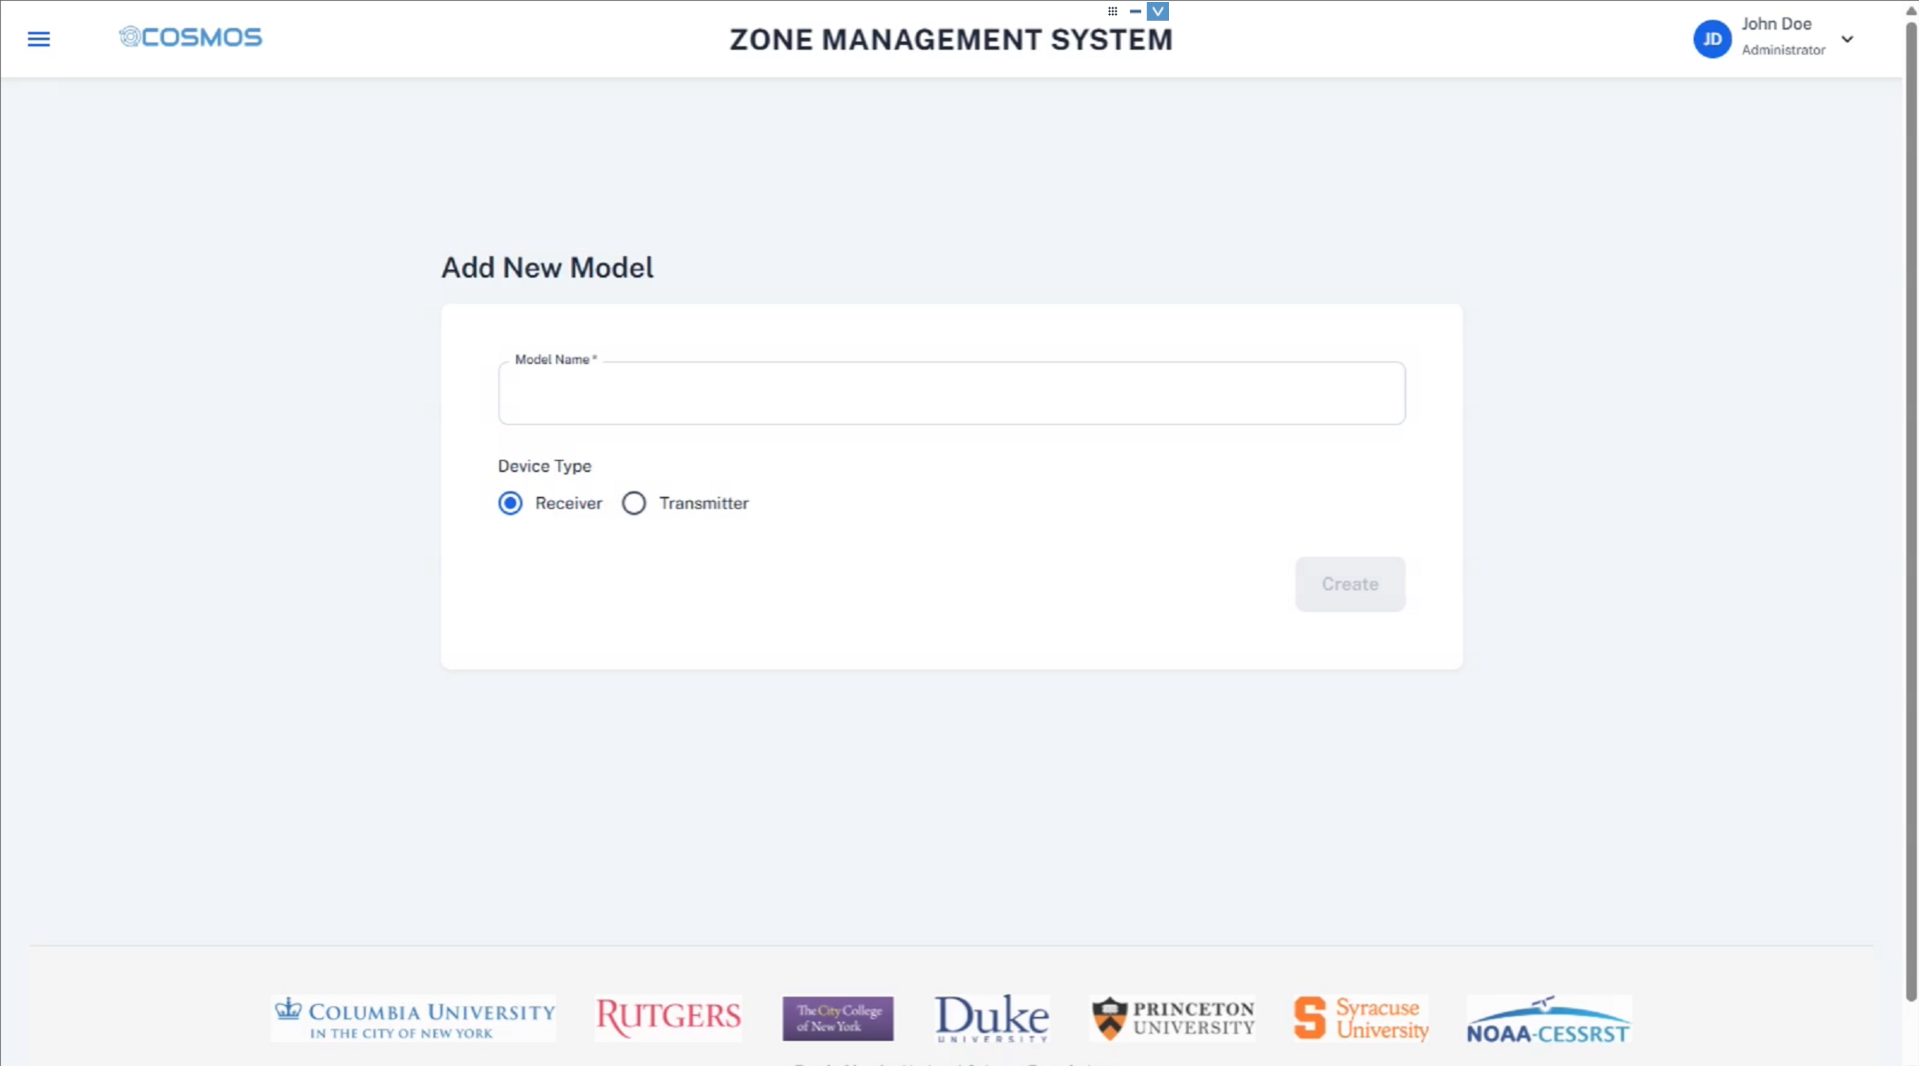 COSMOS
ZONE MANAGEMENT SYSTEM
JD
John Doe
Administrator
Add New Model
Model Name *
Device Type
Receiver
Transmitter
Create
COLUMBIA UNIVERSITY
IN THE CITY OF NEW YORK
RUTGERS
The City College
of New York
Duke
UNIVERSITY
PRINCETON
UNIVERSITY
S
Syracuse
University
NOAA-CESSRST